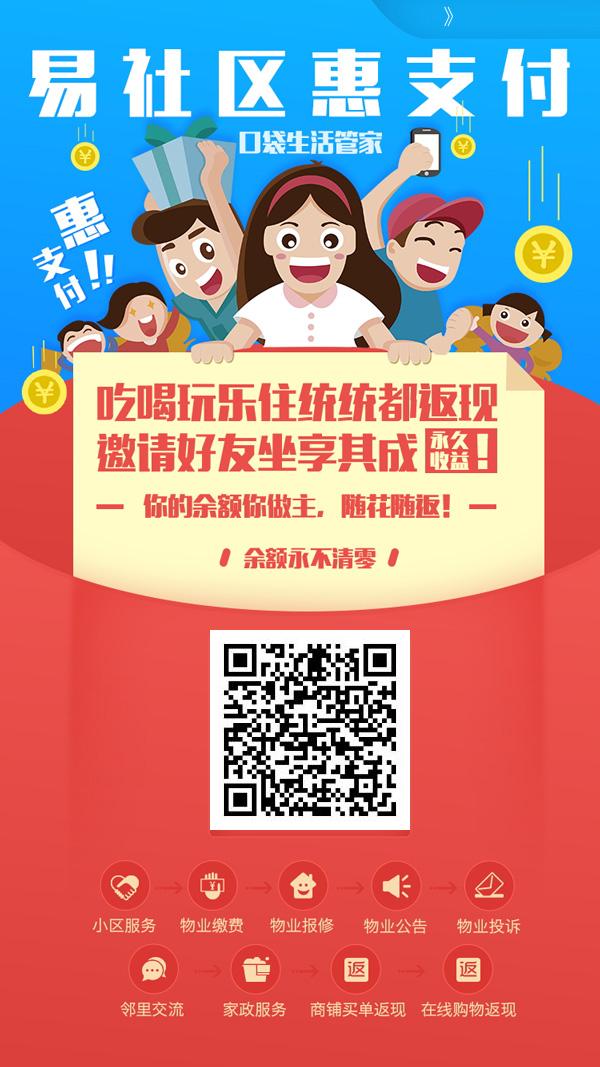 》
易社区惠支付
口袋生活管家
惠
支付!!
吃喝玩乐住统统都返现
邀请好友坐享其成 永久收益!
— 你的余额你做主，随花随返! —
余额永不清零
小区服务 物业缴费 物业报修 物业公告 物业投诉
返 返
邻里交流 家政服务 商铺买单返现 在线购物返现